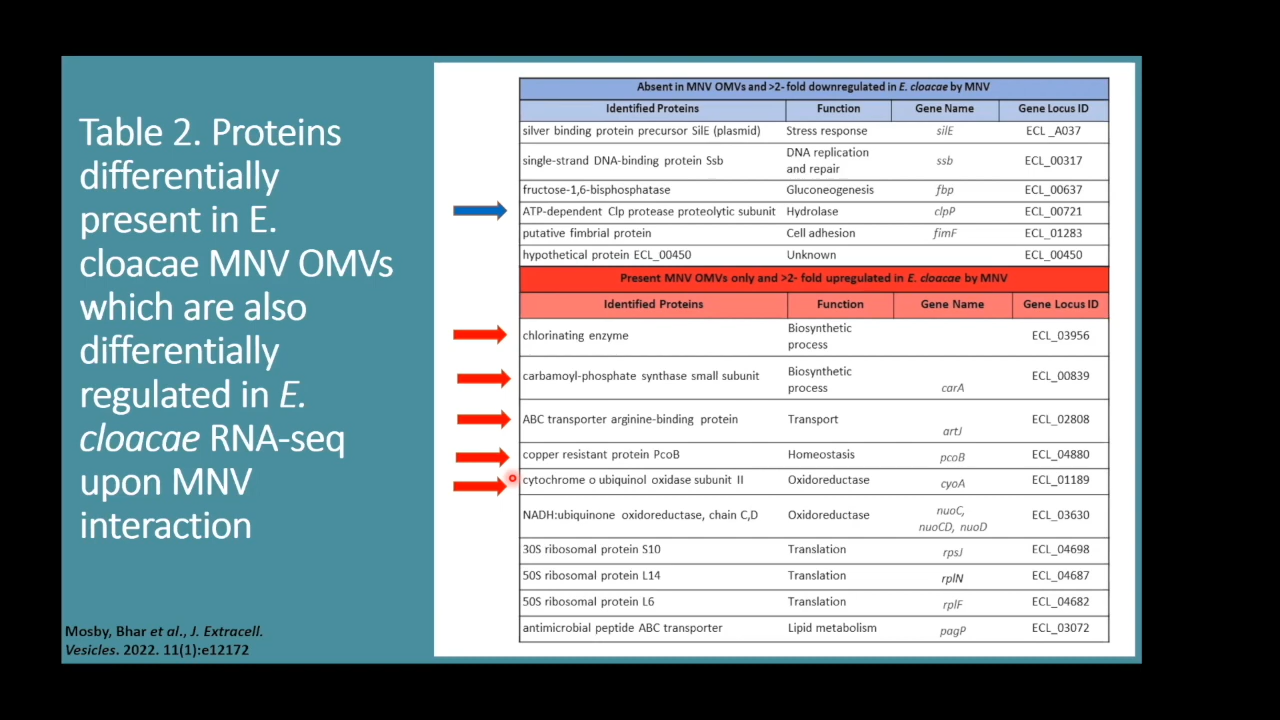 Table 2. Proteins
differentially
present in E.
cloacae MNV OMVs
which are also
differentially
regulated in E.
cloacae RNA-seq
upon MNV
interaction
Mosby, Bhar et al., J. Extracell.
Vesicles. 2022. 11(1):e12172
Absent in MNV OMVs and >2- fold downregulated in E. cloacae by MNV
Identified Proteins Function Gene Name Gene Locus ID
silver binding protein precursor SilE (plasmid) Stress response silE ECL _A037
single-strand DNA-binding protein Ssb DNA replication and repair ssb ECL_00317
fructose-1,6-bisphosphatase Gluconeogenesis fbp ECL_00637
ATP-dependent Clp protease proteolytic subunit Hydrolase clpP ECL_00721
putative fimbrial protein Cell adhesion fimF ECL_01283
hypothetical protein ECL_00450 Unknown ECL_00450
Present MNV OMVs only and >2- fold upregulated in E. cloacae by MNV
Identified Proteins Function Gene Name Gene Locus ID
chlorinating enzyme Biosynthetic process ECL_03956
carbamoyl-phosphate synthase small subunit Biosynthetic process carA ECL_00839
ABC transporter arginine-binding protein Transport artJ ECL_02808
copper resistant protein PcoB Homeostasis pcoB ECL_04880
cytochrome o ubiquinol oxidase subunit II Oxidoreductase cyoA ECL_01189
NADH:ubiquinone oxidoreductase, chain C,D Oxidoreductase nuoC, nuoCD, nuoD ECL_03630
30S ribosomal protein S10 Translation rpsJ ECL_04698
50S ribosomal protein L14 Translation rplN ECL_04687
50S ribosomal protein L6 Translation rplF ECL_04682
antimicrobial peptide ABC transporter Lipid metabolism pagP ECL_03072